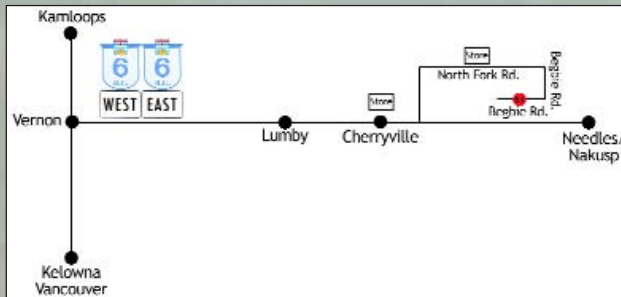 Kamloops
6
6
WEST
EAST
Store
North Fork Rd.
Begbie Rd.
Begbie Rd.
Store
Vernon
Lumby
Cherryville
Needles/
Nakusp
Kelowna
Vancouver